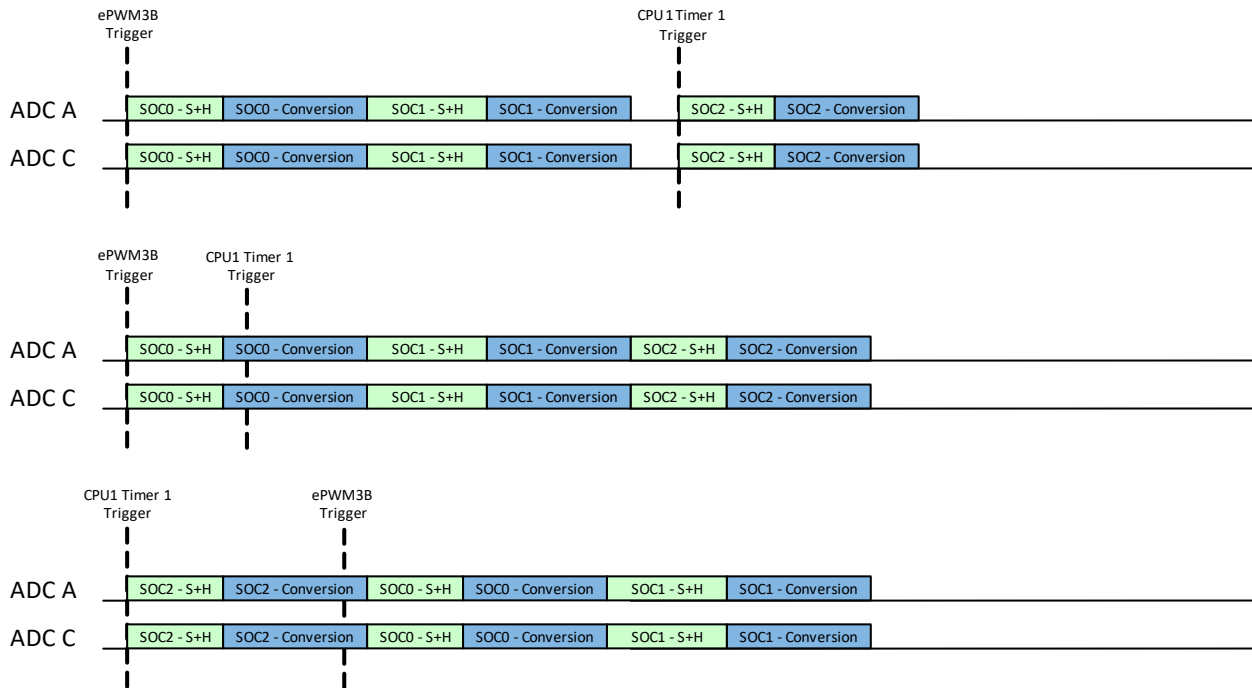 ePWM3B
Trigger
CPU1 Timer 1
Trigger
ADC A
SOC0 - S+H
SOC0 - Conversion
SOC1 - S+H
SOC1 - Conversion
SOC2 - S+H
SOC2 - Conversion
ADC C
SOC0 - S+H
SOC0 - Conversion
SOC1 - S+H
SOC1 - Conversion
SOC2 - S+H
SOC2 - Conversion
ePWM3B
Trigger
CPU1 Timer 1
Trigger
ADC A
SOC0 - S+H
SOC0 - Conversion
SOC1 - S+H
SOC1 - Conversion
SOC2 - S+H
SOC2 - Conversion
ADC C
SOC0 - S+H
SOC0 - Conversion
SOC1 - S+H
SOC1 - Conversion
SOC2 - S+H
SOC2 - Conversion
CPU1 Timer 1
Trigger
ePWM3B
Trigger
ADC A
SOC2 - S+H
SOC2 - Conversion
SOC0 - S+H
SOC0 - Conversion
SOC1 - S+H
SOC1 - Conversion
ADC C
SOC2 - S+H
SOC2 - Conversion
SOC0 - S+H
SOC0 - Conversion
SOC1 - S+H
SOC1 - Conversion